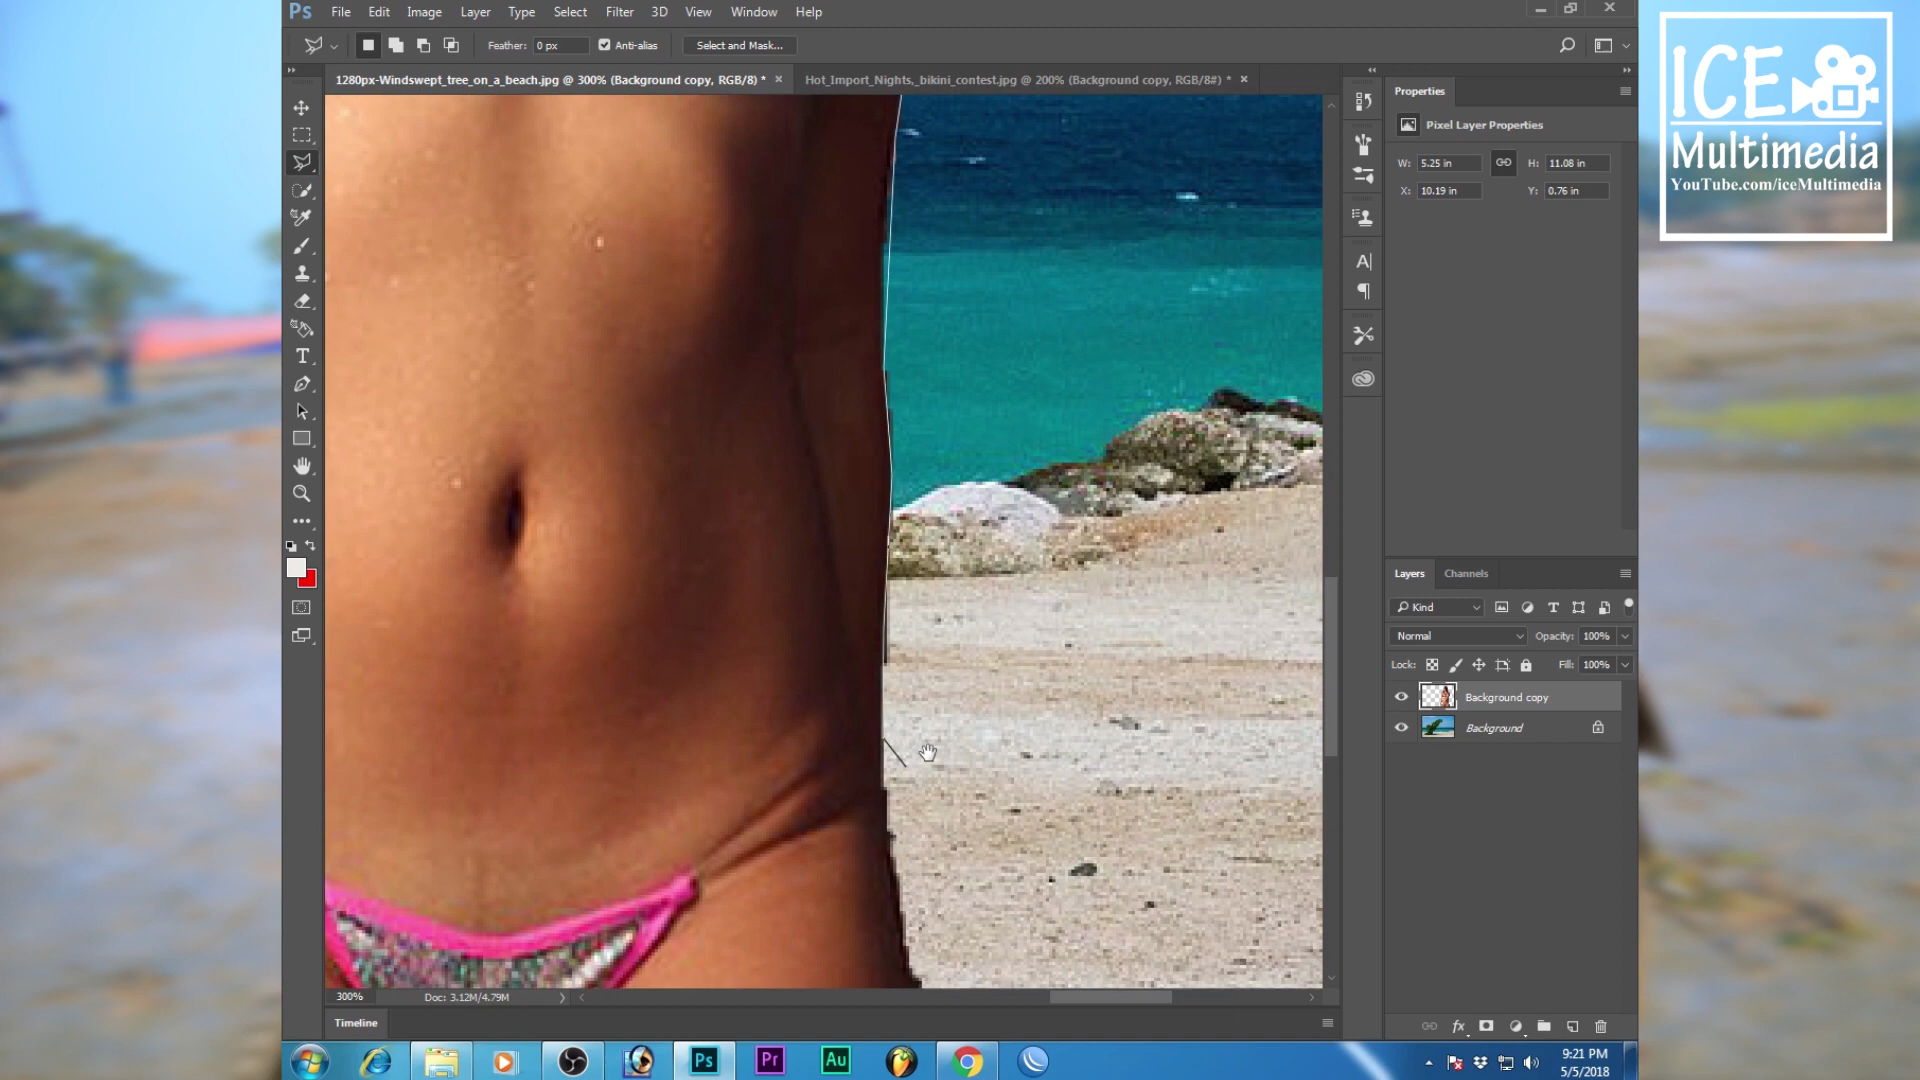 Ps File Edit Image Layer Type Select Filter 3D View Window Help
Feather: 0 px Anti-alias Select and Mask...
1280px-Windswept_tree_on_a_beach.jpg @ 300% (Background copy, RGB/8) *
Hot_Import_Nights,_bikini_contest.jpg @ 200% (Background copy, RGB/8#) *
Properties
Pixel Layer Properties
W: 5.25 in H: 11.08 in
X: 10.19 in Y: 0.76 in
ICE
Multimedia
YouTube.com/iceMultimedia
Layers Channels
Kind
Normal Opacity: 100%
Lock: Fill: 100%
Background copy
Background
300% Doc: 3.12M/4.79M
Timeline
Ps Pr Au
9:21 PM
5/5/2018